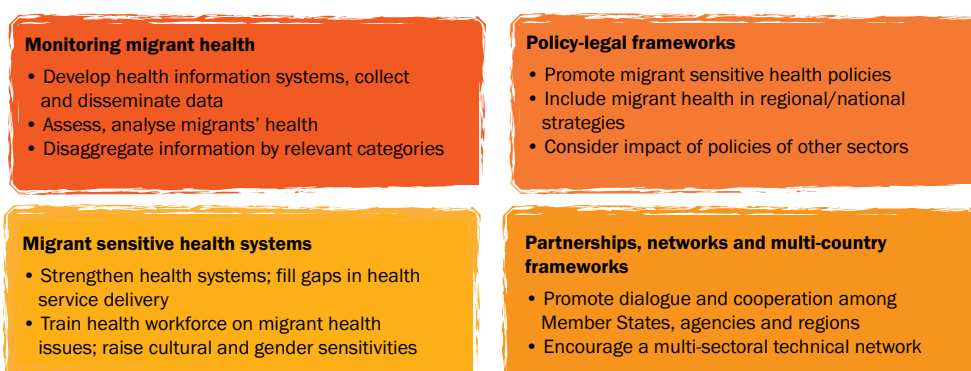 Monitoring migrant health
• Develop health information systems, collect
and disseminate data
• Assess, analyse migrants' health
• Disaggregate information by relevant categories
Policy-legal frameworks
• Promote migrant sensitive health policies
• Include migrant health in regional/national
strategies
• Consider impact of policies of other sectors
Migrant sensitive health systems
• Strengthen health systems; fill gaps in health
service delivery
• Train health workforce on migrant health
issues; raise cultural and gender sensitivities
Partnerships, networks and multi-country
frameworks
• Promote dialogue and cooperation among
Member States, agencies and regions
• Encourage a multi-sectoral technical network